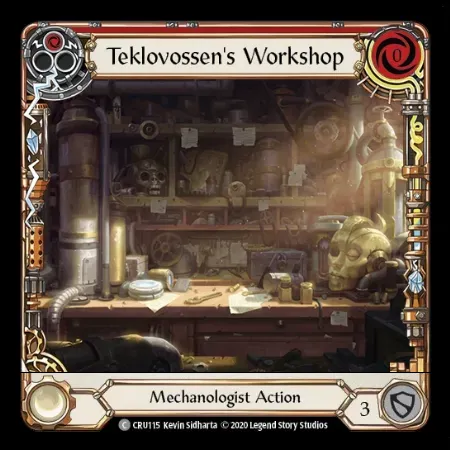 Teklovossen's Workshop
0
Mechanologist Action
3
C CRU115 Kevin Sidharta © 2020 Legend Story Studios